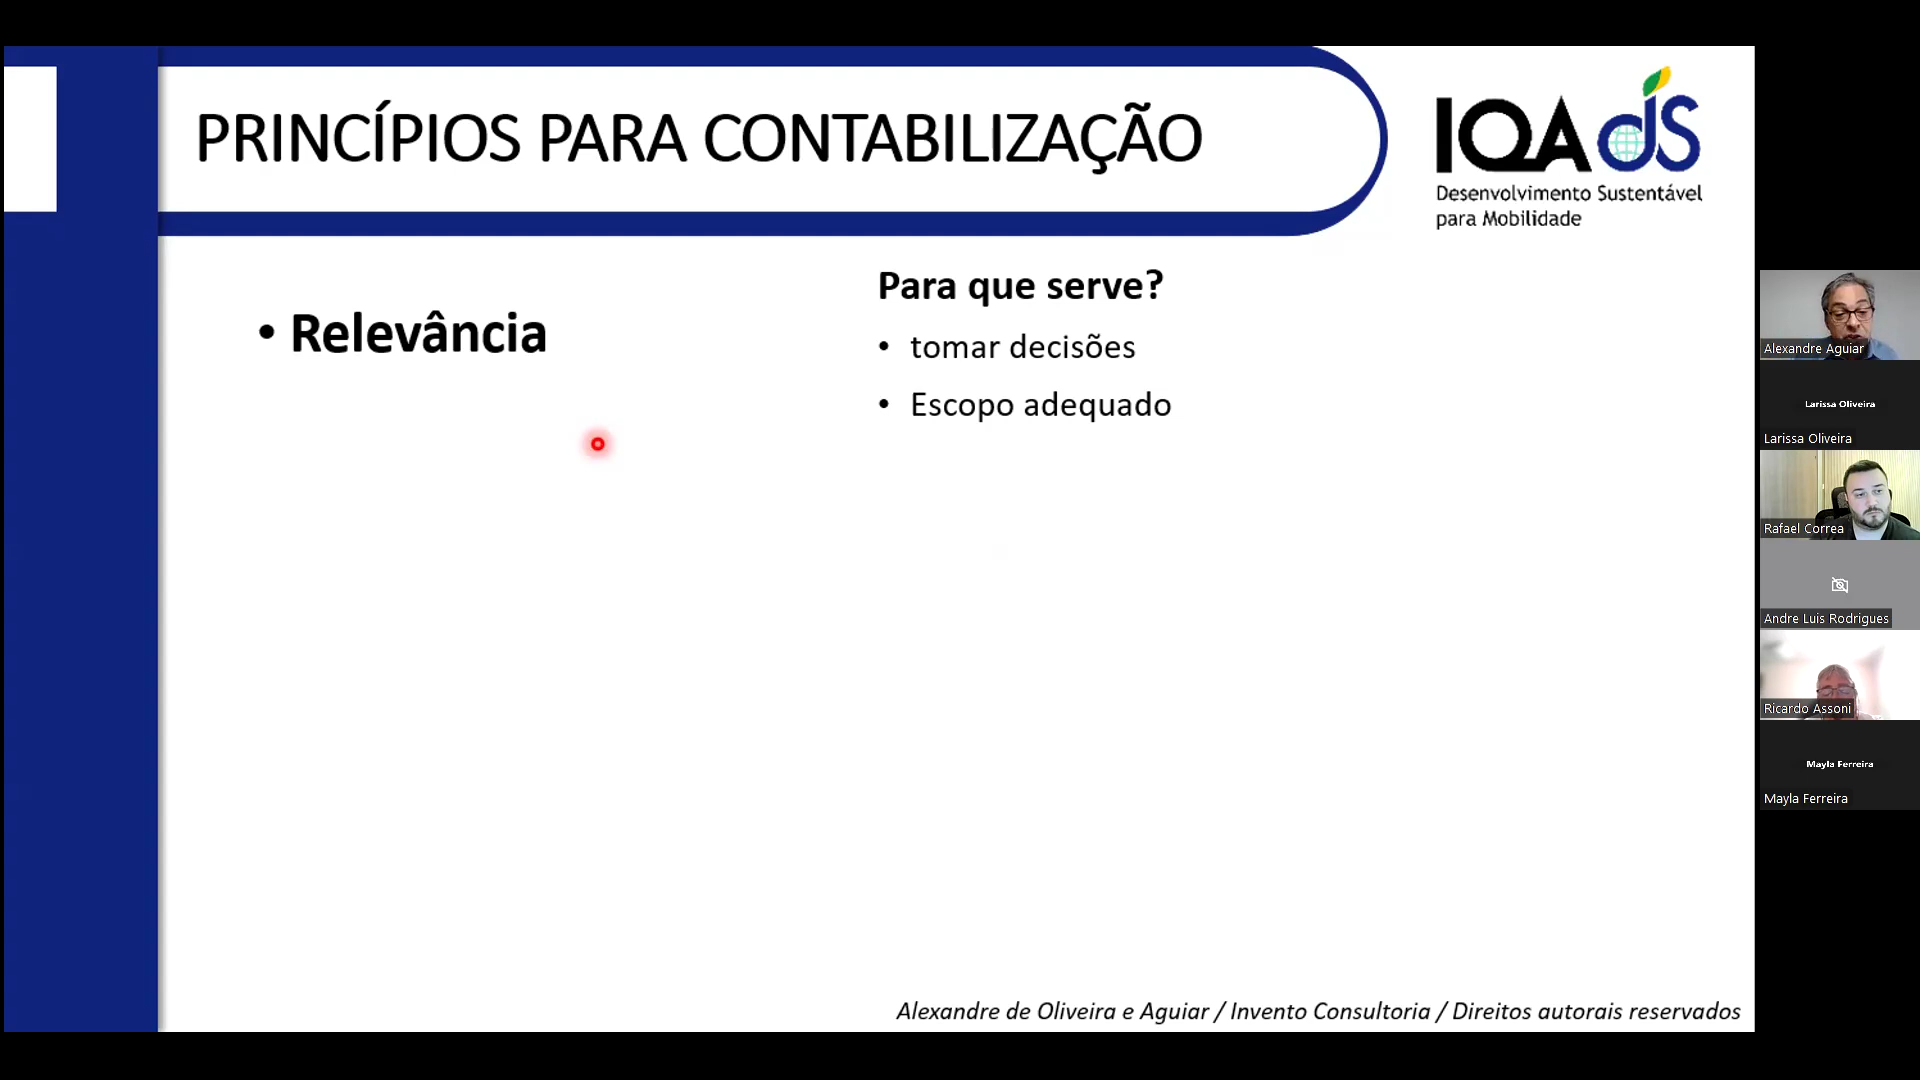 PRINCÍPIOS PARA CONTABILIZAÇÃO
IQA dS
Desenvolvimento Sustentável
para Mobilidade
• Relevância
Para que serve?
• tomar decisões
• Escopo adequado
Alexandre de Oliveira e Aguiar / Invento Consultoria / Direitos autorais reservados
Alexandre Aguiar
Larissa Oliveira
Larissa Oliveira
Rafael Correa
Andre Luis Rodrigues
Ricardo Assoni
Mayla Ferreira
Mayla Ferreira